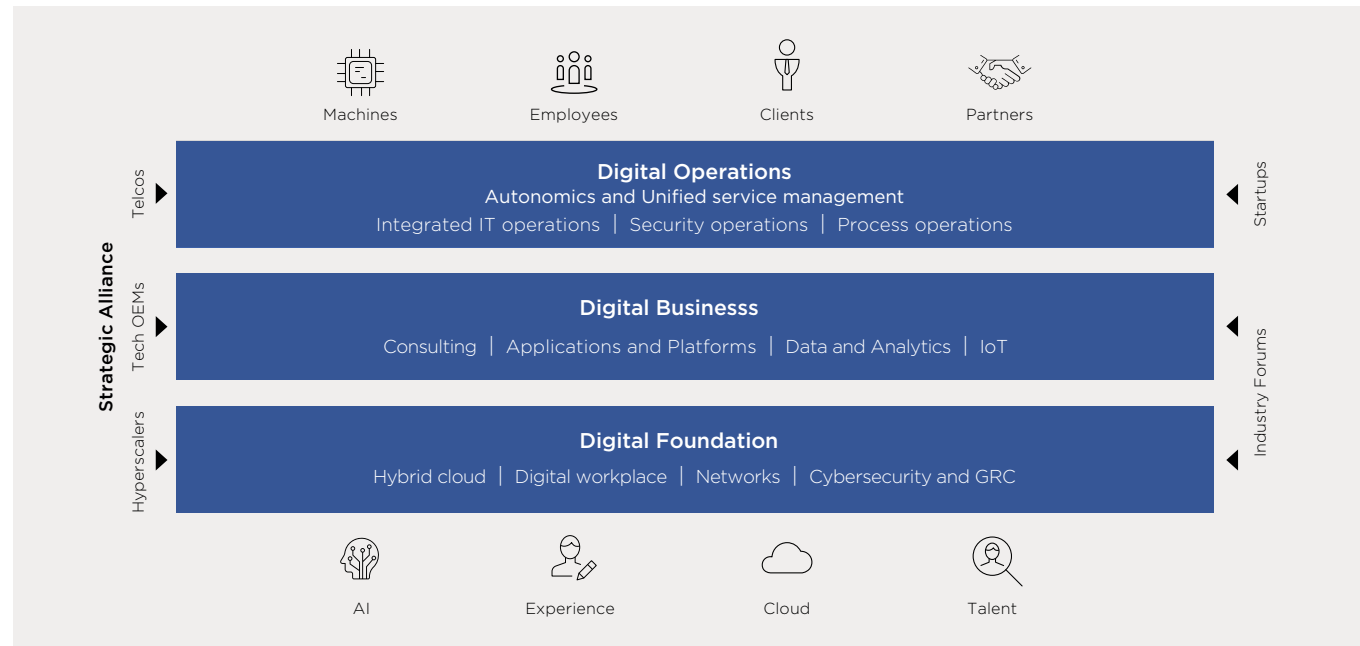 Machines
Employees
Clients
Partners
Strategic Alliance
Telcos
Tech OEMs
Hyperscalers
Digital Operations
Autonomics and Unified service management
Integrated IT operations | Security operations | Process operations
Digital Businesss
Consulting | Applications and Platforms | Data and Analytics | IoT
Digital Foundation
Hybrid cloud | Digital workplace | Networks | Cybersecurity and GRC
Startups
Industry Forums
AI
Experience
Cloud
Talent